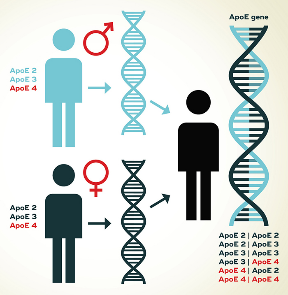 ApoE gene
ApoE 2
ApoE 3
ApoE 4
ApoE 2
ApoE 3
ApoE 4
ApoE 2 | ApoE 2
ApoE 2 | ApoE 3
ApoE 3 | ApoE 3
ApoE 3 | ApoE 4
ApoE 4 | ApoE 2
ApoE 4 | ApoE 4